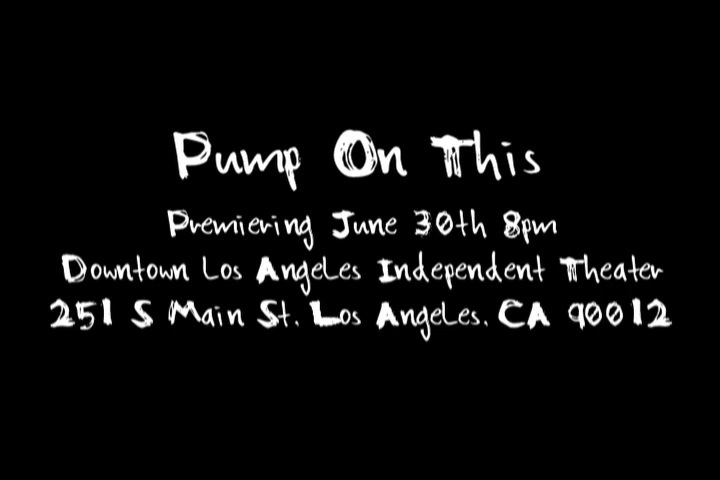 Pump On This
Premiering June 30th 8pm
Downtown Los Angeles Independent Theater
251 S Main St. Los Angeles. CA 90012